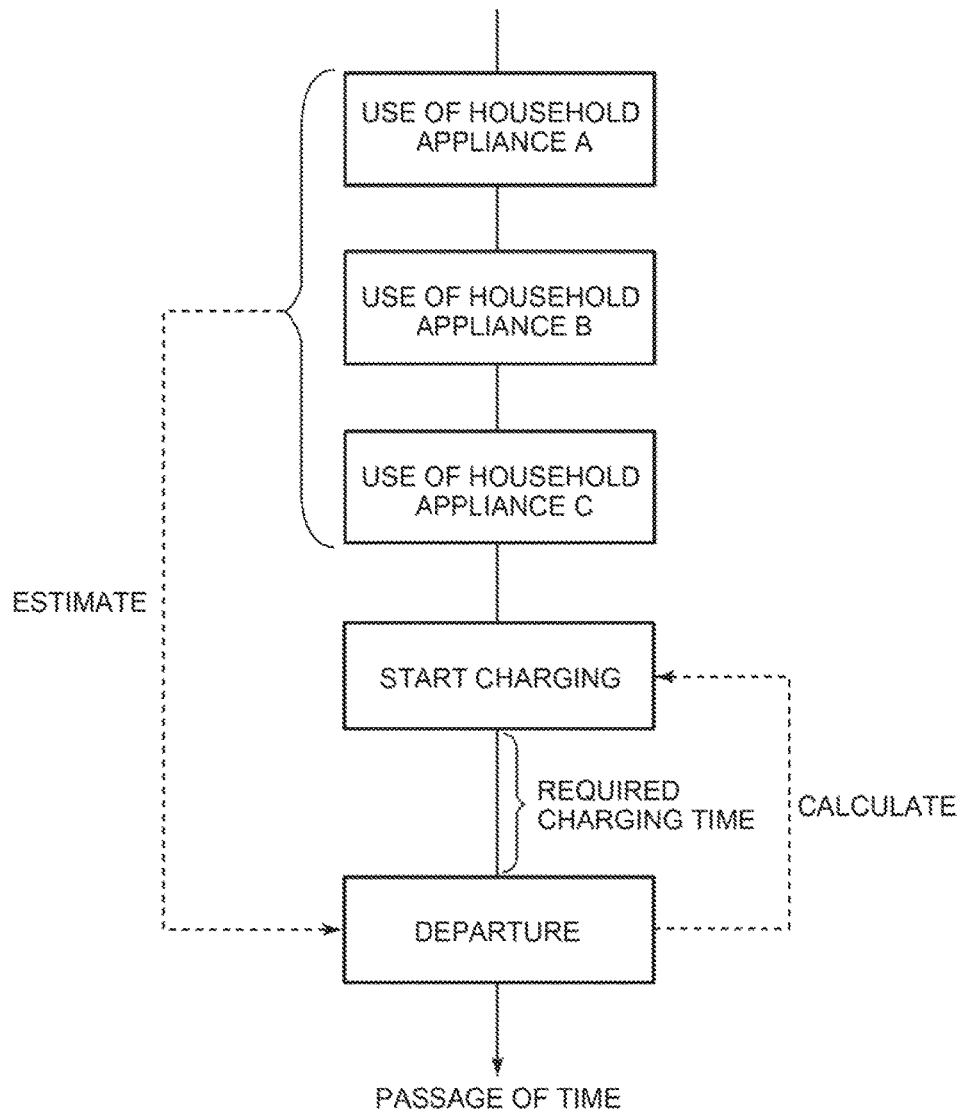 USE OF HOUSEHOLD
APPLIANCE A
USE OF HOUSEHOLD
APPLIANCE B
USE OF HOUSEHOLD
APPLIANCE C
ESTIMATE
START CHARGING
REQUIRED
CHARGING TIME
CALCULATE
DEPARTURE
PASSAGE OF TIME